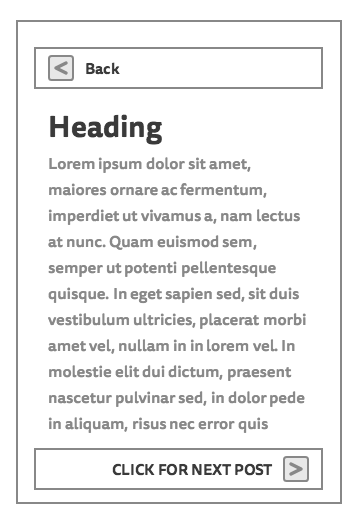 < Back
Heading
Lorem ipsum dolor sit amet,
maiores ornare ac fermentum,
imperdiet ut vivamus a, nam lectus
at nunc. Quam euismod sem,
semper ut potenti pellentesque
quisque. In eget sapien sed, sit duis
vestibulum ultricies, placerat morbi
amet vel, nullam in in lorem vel. In
molestie elit dui dictum, praesent
nascetur pulvinar sed, in dolor pede
in aliquam, risus nec error quis
CLICK FOR NEXT POST >